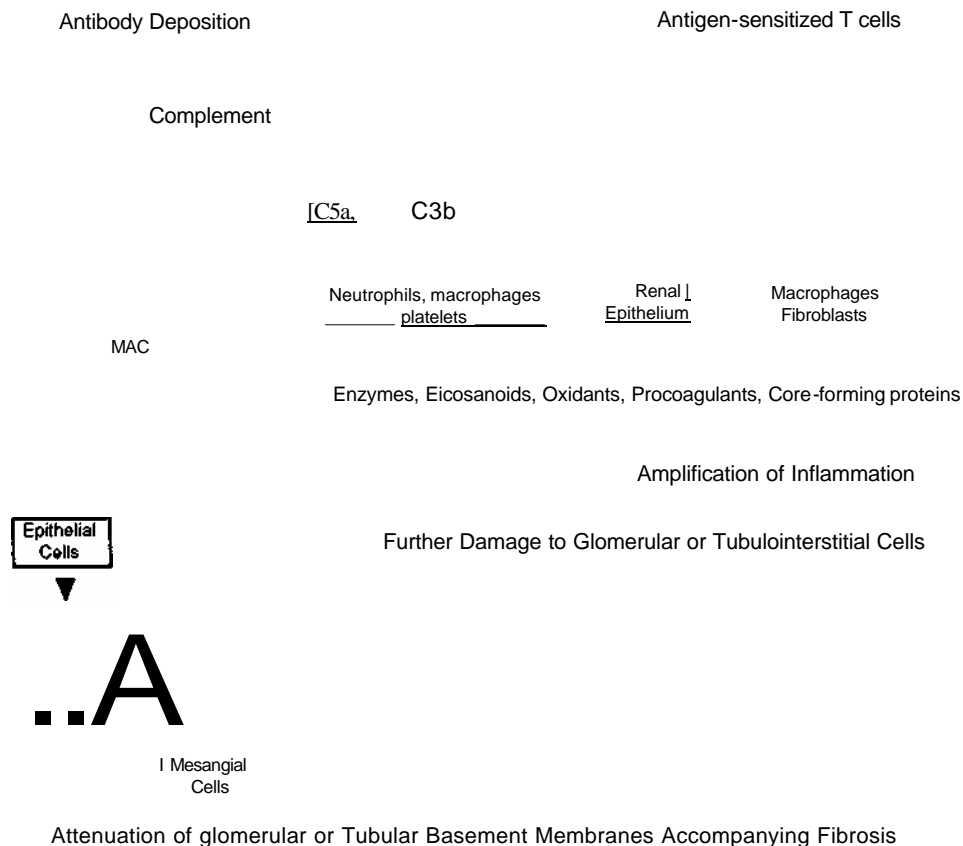 Antibody Deposition
Antigen-sensitized T cells
Complement
[C5a,
C3b
Neutrophils, macrophages
________ platelets ________
Renal |
Epithelium
Macrophages
Fibroblasts
MAC
Enzymes, Eicosanoids, Oxidants, Procoagulants, Core-forming proteins
Amplification of Inflammation
Epithelial
Cells
Further Damage to Glomerular or Tubulointerstitial Cells
..A
I Mesangial
Cells
Attenuation of glomerular or Tubular Basement Membranes Accompanying Fibrosis